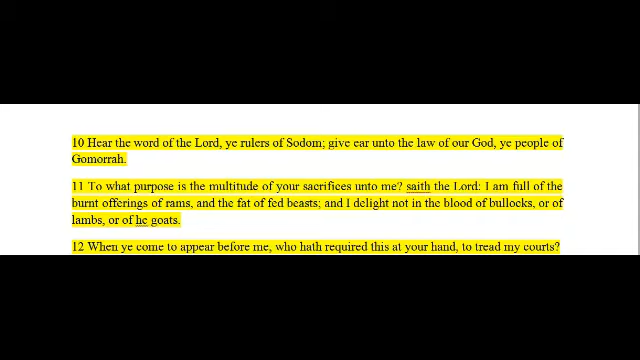 10 Hear the word of the Lord, ye rulers of Sodom; give ear unto the law of our God, ye people of
Gomorrah.
11 To what purpose is the multitude of your sacrifices unto me? saith the Lord: I am full of the
burnt offerings of rams, and the fat of fed beasts; and I delight not in the blood of bullocks, or of
lambs, or of he goats.
12 When ye come to appear before me, who hath required this at your hand, to tread my courts?